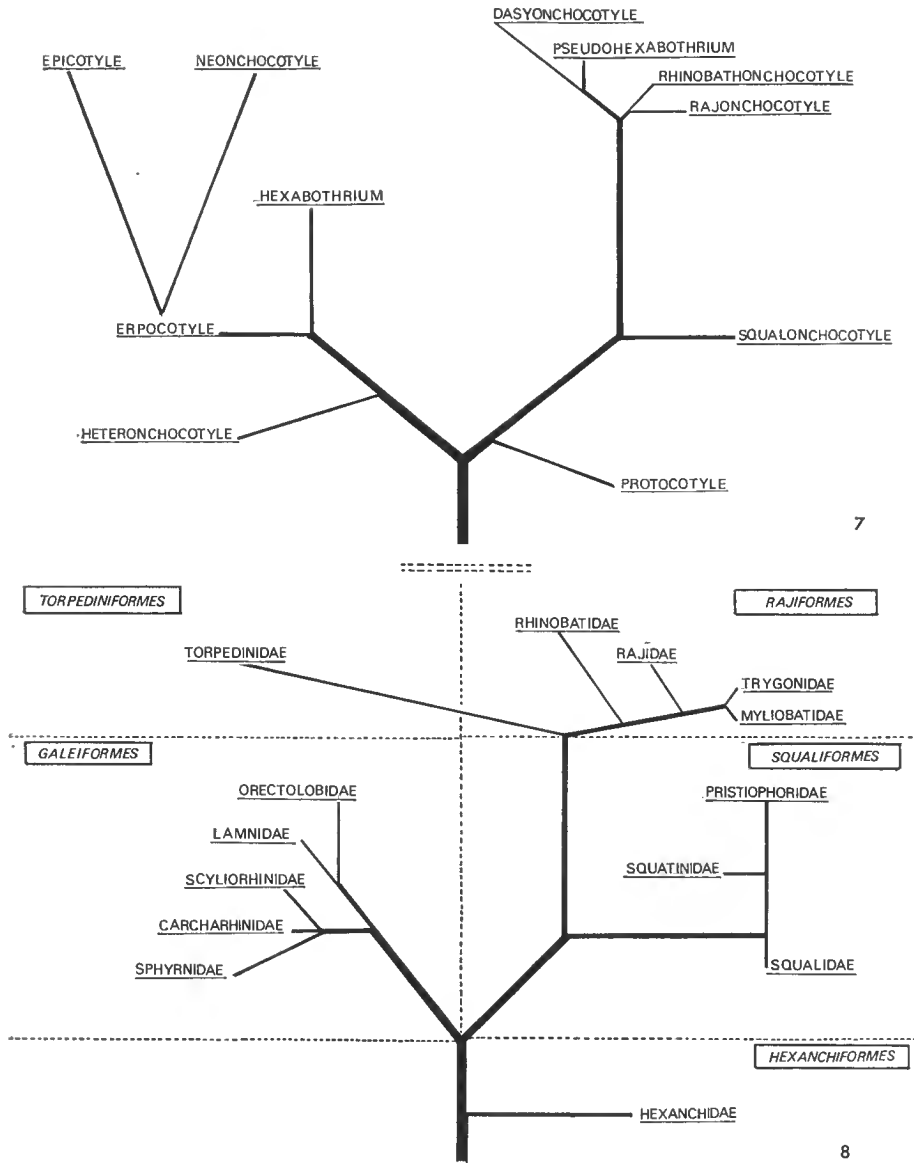 DASYONCHOCOTYLE
PSEUDOHEXABOTHRIUM
EPICOTYLE
NEONCHOCOTYLE
RHINOBATHONCHOCOTYLE
RAJONCHOCOTYLE
HEXABOTHRIUM
ERPOCOTYLE
SQUALONCHOCOTYLE
HETERONCHOCOTYLE
PROTOCOTYLE
7
TORPEDINIFORMES
RAJIFORMES
RHINOBATIDAE
TORPEDINIDAE
RAJIDAE
TRYGONIDAE
MYLIOBATIDAE
GALEIFORMES
SQUALIFORMES
ORECTOLOBIDAE
PRISTIOPHORIDAE
LAMNIDAE
SQUATINIDAE
SCYLIORHINIDAE
CARCHARHINIDAE
SPHYRNIDAE
SQUALIDAE
HEXANCHIFORMES
HEXANCHIDAE
8